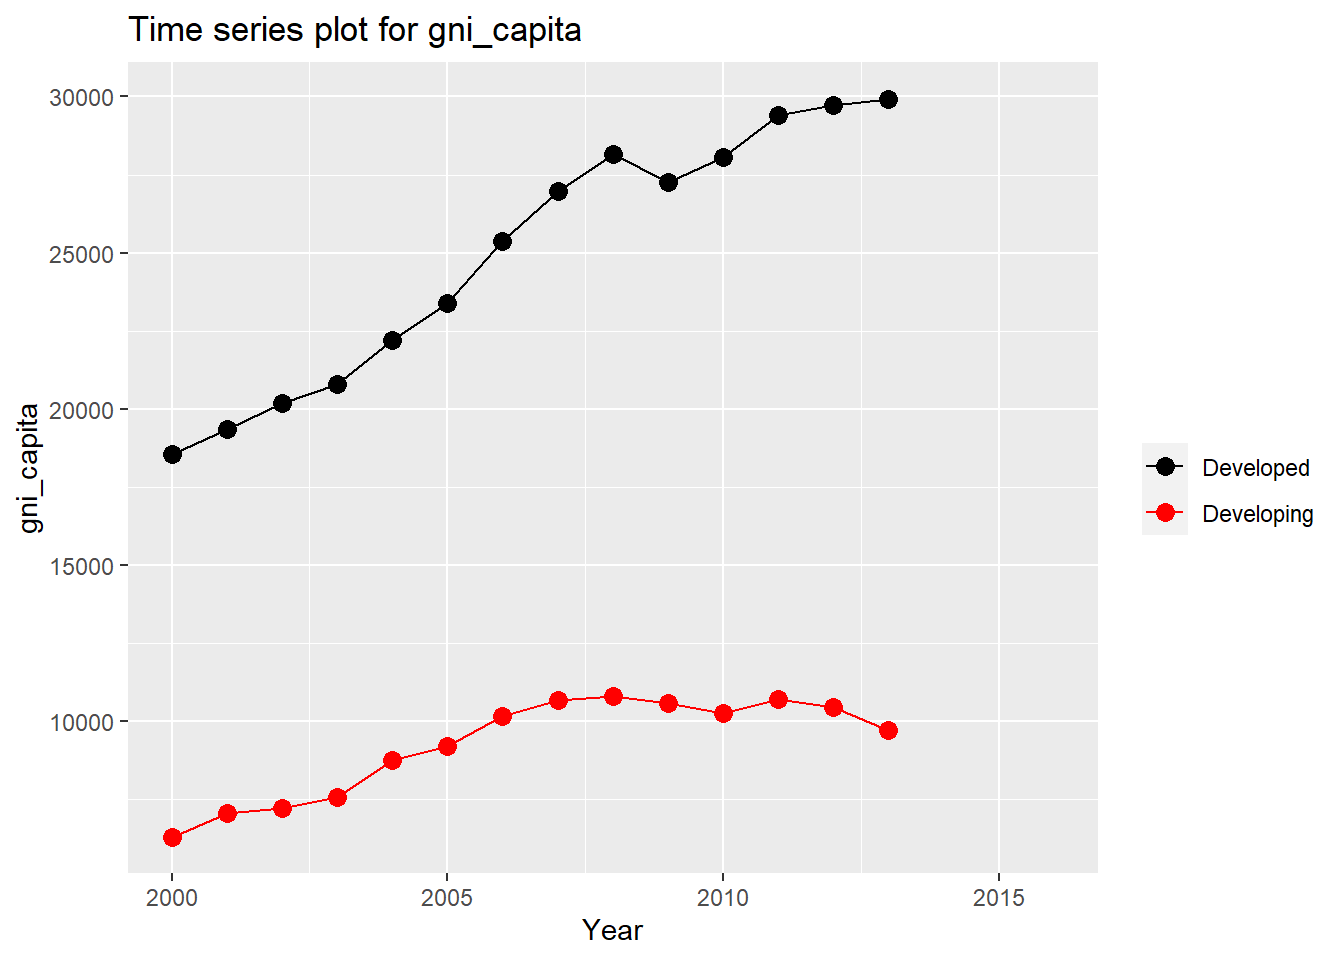 Time series plot for gni_capita
30000
25000
20000
15000
10000
gni_capita
2000 2005 2010 2015
Year
Developed
Developing